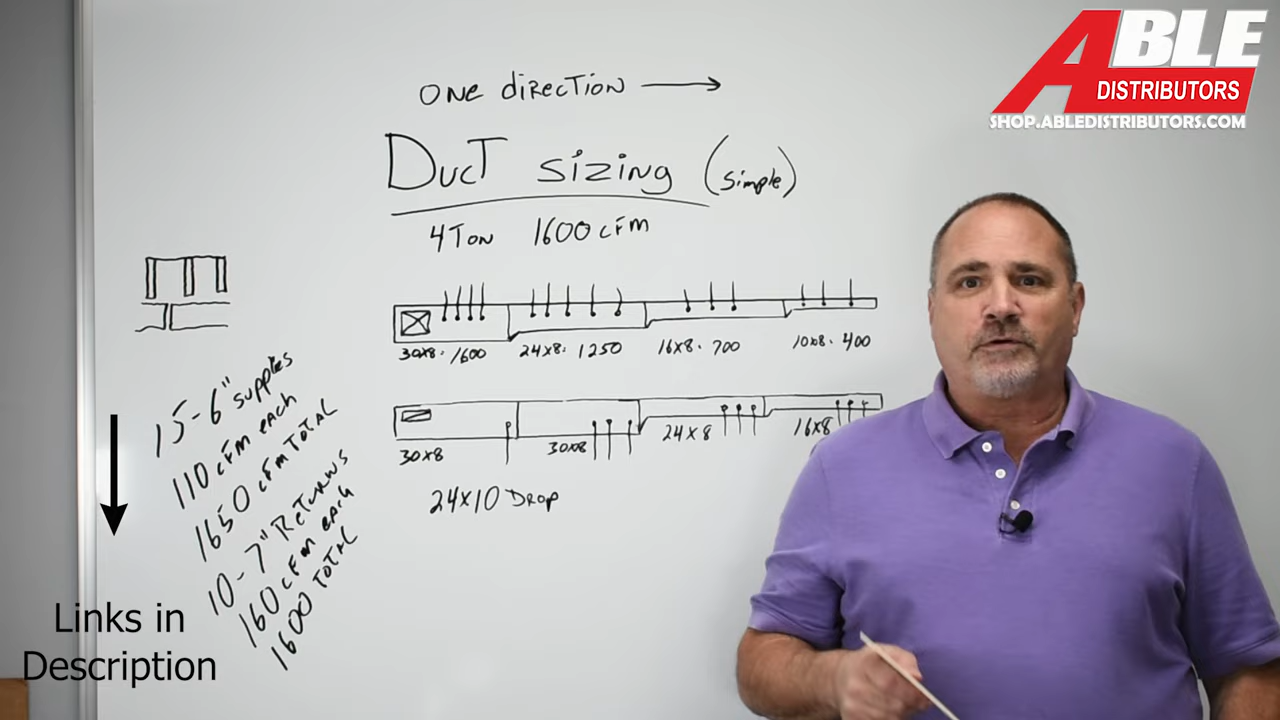 ABLE
DISTRIBUTORS
SHOP.ABLEDISTRIBUTORS.COM
ONE direction
DucT sizing (simple)
4 Ton 1600 cFm
30x8 · 1600 24x8 · 1250 16x8 · 700 10x8 · 400
30x8 30x8 24x8 16x8
24x10 Drop
15-6" supplies
110 cFm each
1650 cFm ToTAL
10-7" ReTurns
160 cFm each
1600 ToTAL
Links in
Description